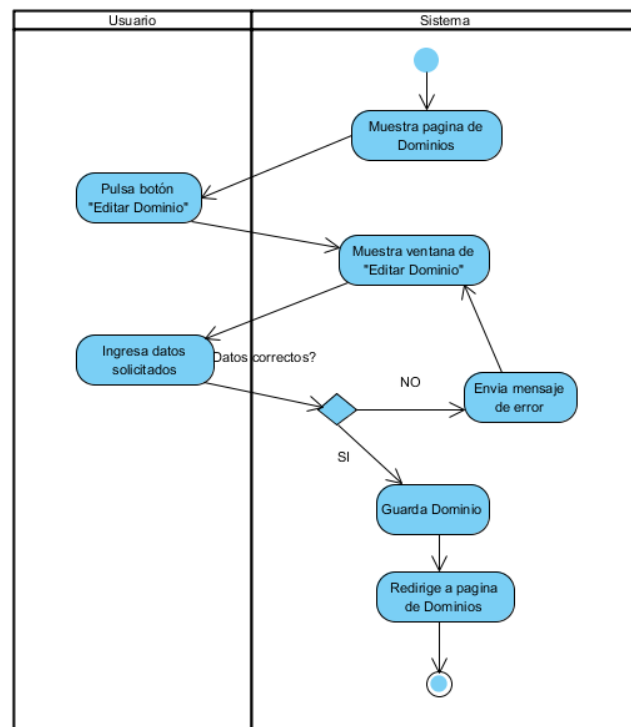 Usuario
Sistema
Muestra pagina de
Dominios
Pulsa botón
"Editar Dominio"
Muestra ventana de
"Editar Dominio"
Ingresa datos
solicitados
Datos correctos?
NO
Envia mensaje
de error
SI
Guarda Dominio
Redirige a pagina
de Dominios